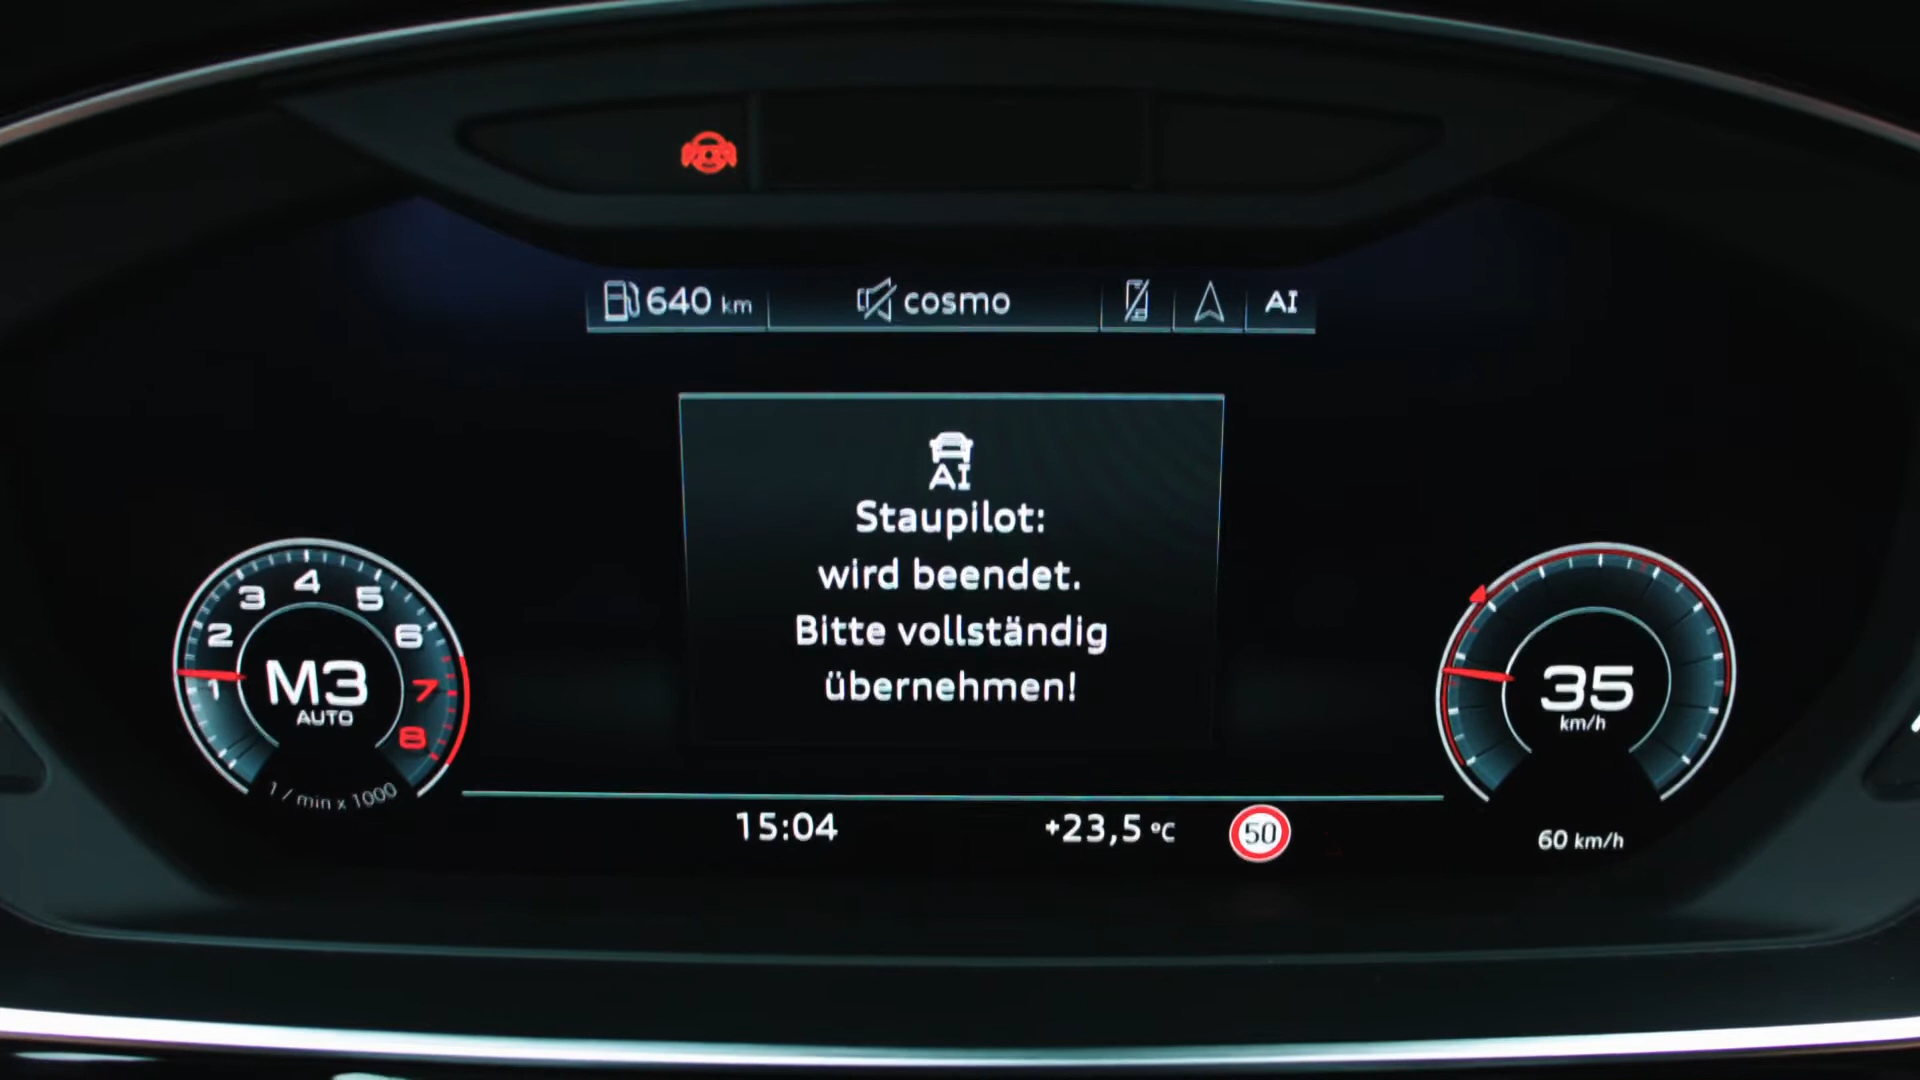 640 km
cosmo
AI
AI
Staupilot:
wird beendet.
Bitte vollständig
übernehmen!
1
2
3
4
5
6
7
8
M3
AUTO
1 / min x 1000
35
km/h
15:04
+23,5 °C
50
60 km/h